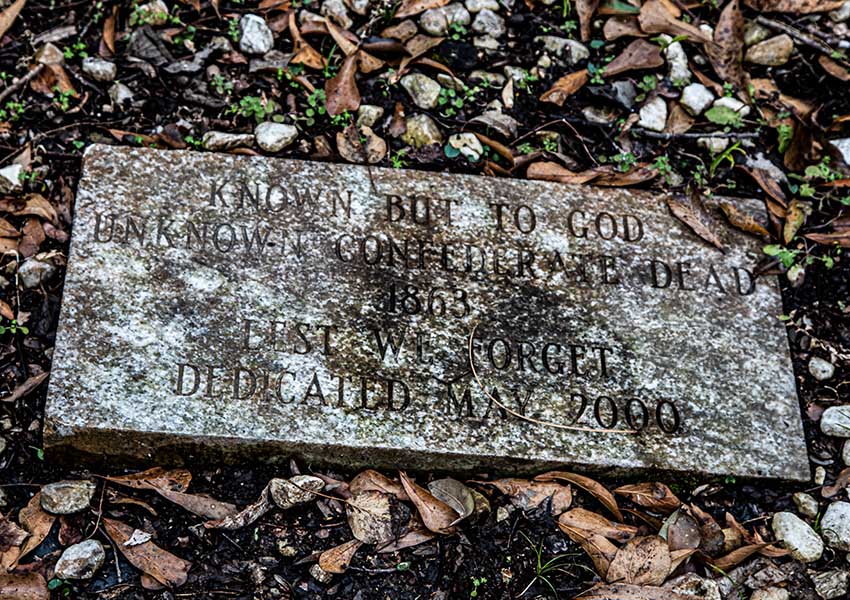 KNOWN BUT TO GOD
UNKNOWN CONFEDERATE DEAD
1863
LEST WE FORGET
DEDICATED MAY 2000